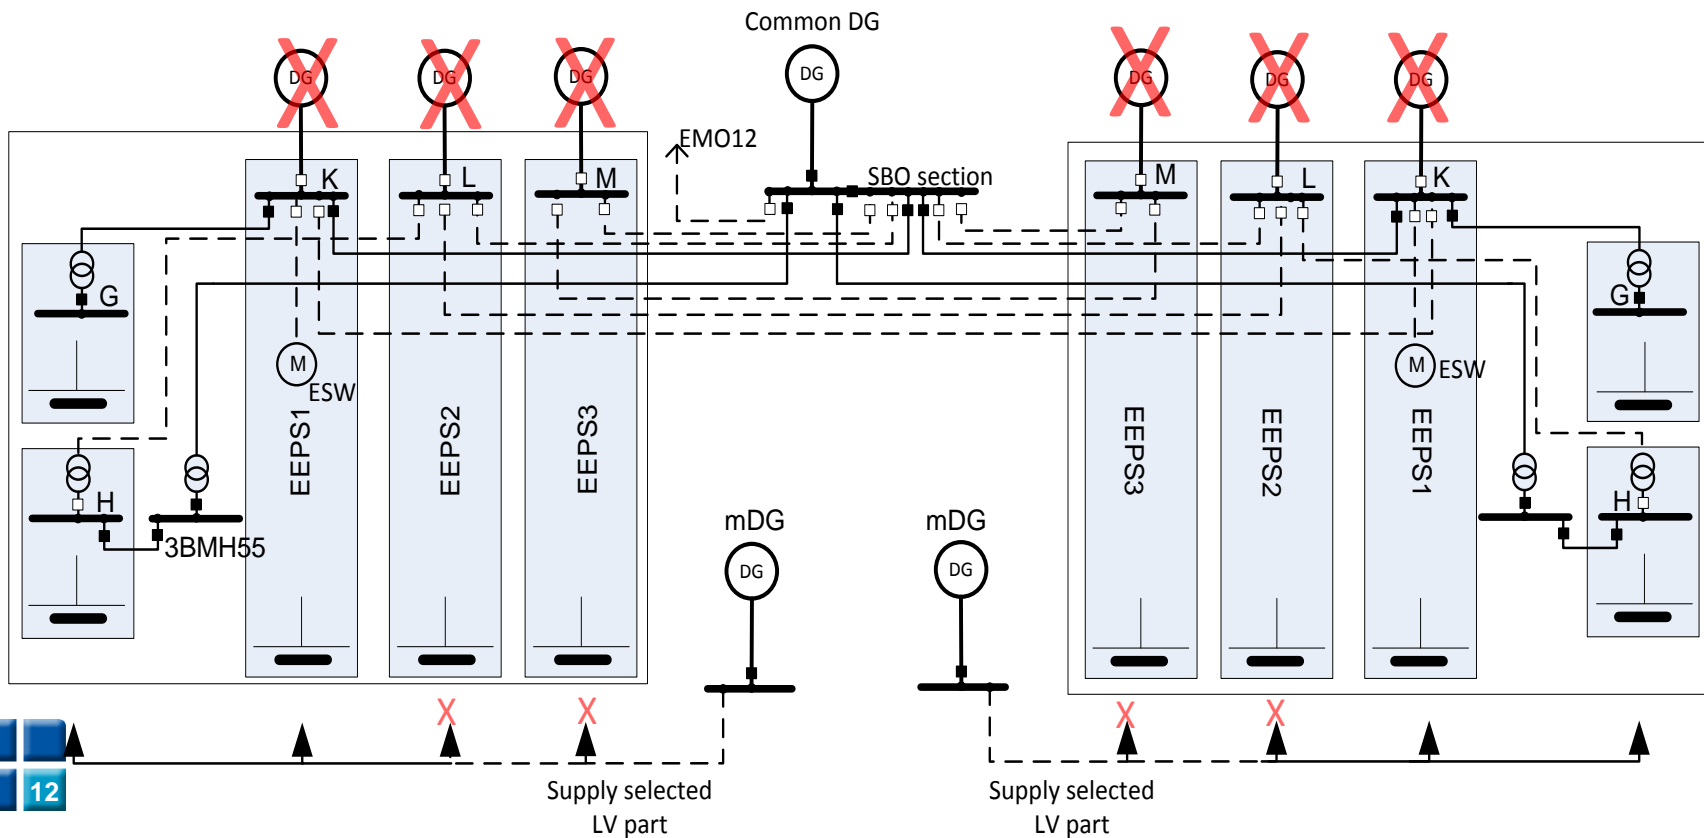 Common DG
DG
DG
DG
DG
DG
DG
DG
EMO12
SBO section
K
L
M
M
L
K
G
G
M
ESW
M
ESW
EEPS1
EEPS2
EEPS3
EEPS3
EEPS2
EEPS1
H
3BMH55
H
mDG
mDG
DG
DG
X
X
X
X
12
Supply selected
LV part
Supply selected
LV part